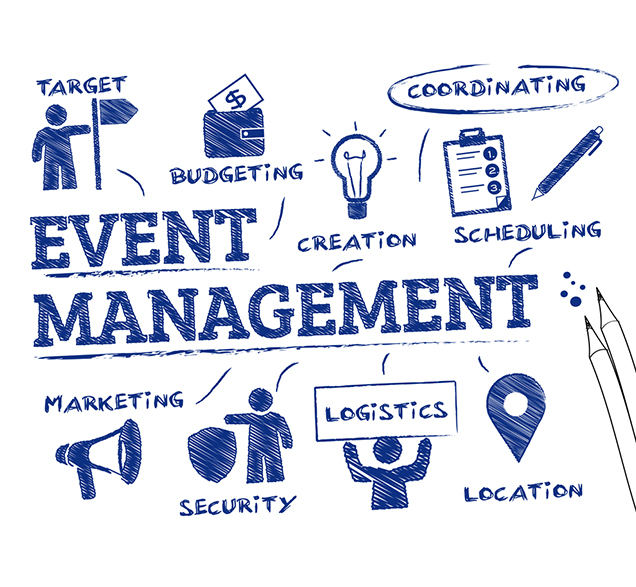 TARGET
COORDINATING
$
BUDGETING
1
2
3
CREATION
SCHEDULING
EVENT
MANAGEMENT
MARKETING
LOGISTICS
SECURITY
LOCATION